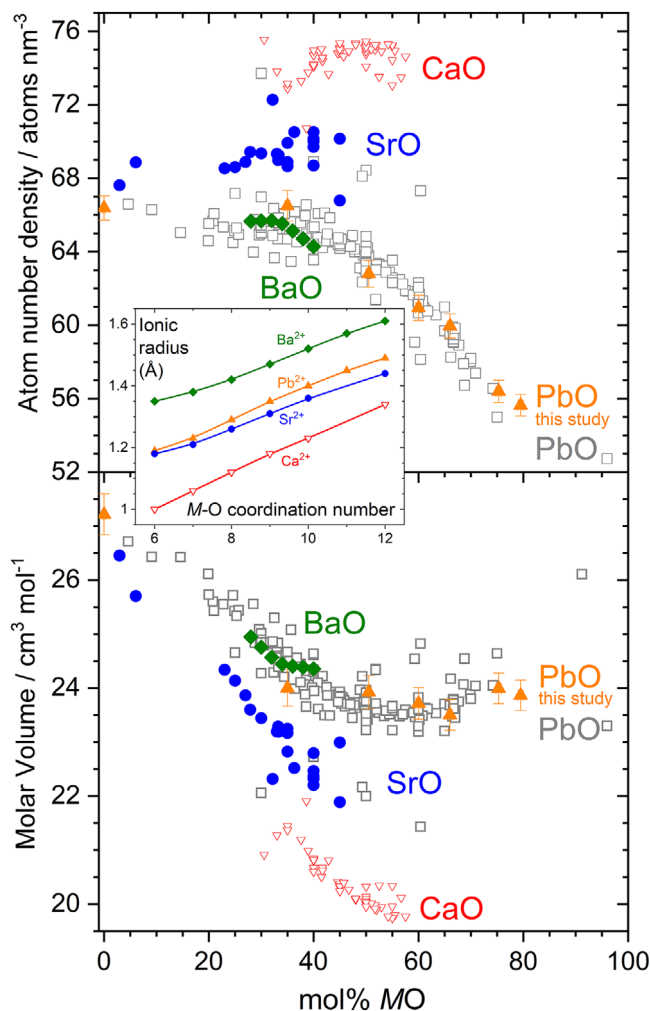 76
72
68
64
60
56
52
Atom number density / atoms nm⁻³
CaO
SrO
BaO
PbO
this study
PbO
1.6
1.4
1.2
1
Ionic
radius
(Å)
Ba²⁺
Pb²⁺
Sr²⁺
Ca²⁺
M-O coordination number
6
8
10
12
26
24
22
20
Molar Volume / cm³ mol⁻¹
BaO
PbO
this study
PbO
SrO
CaO
0
20
40
60
80
100
mol% MO